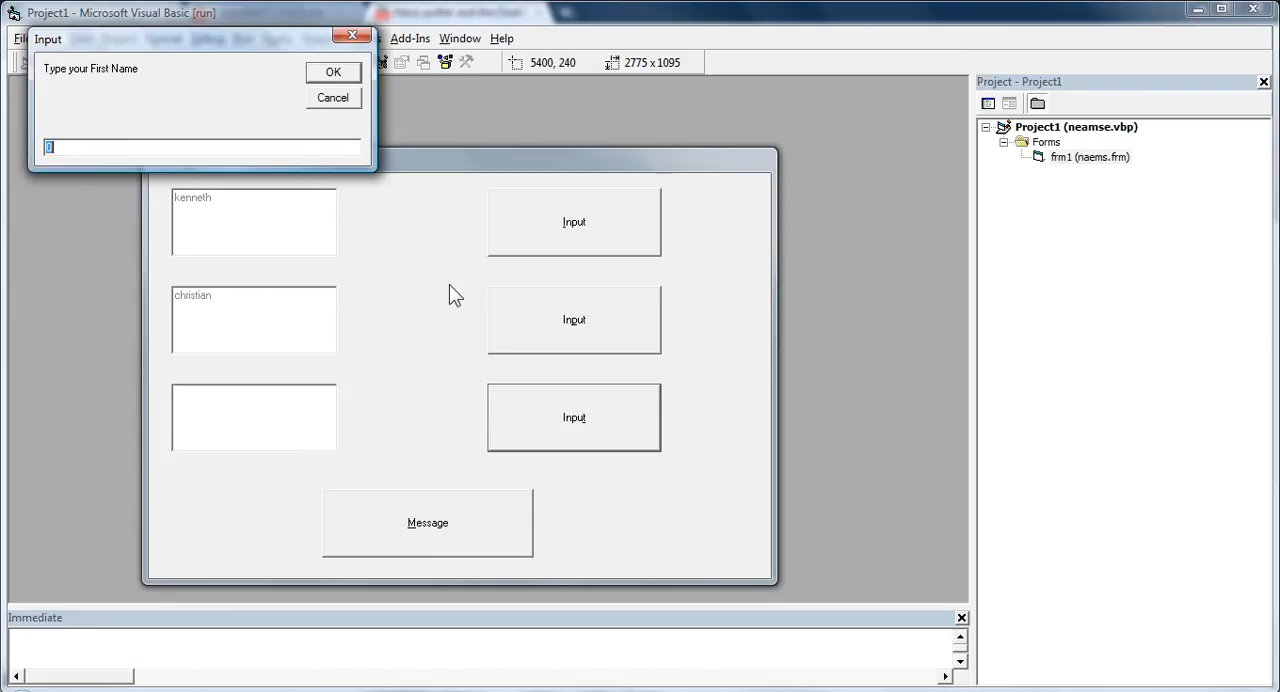 Project1 - Microsoft Visual Basic [run]
Input
Add-Ins Window Help
Type your First Name
OK
Cancel
0
5400, 240
2775 x 1095
Project - Project1
Project1 (neamse.vbp)
Forms
frm1 (naems.frm)
kenneth
Input
christian
Input
Input
Message
Immediate